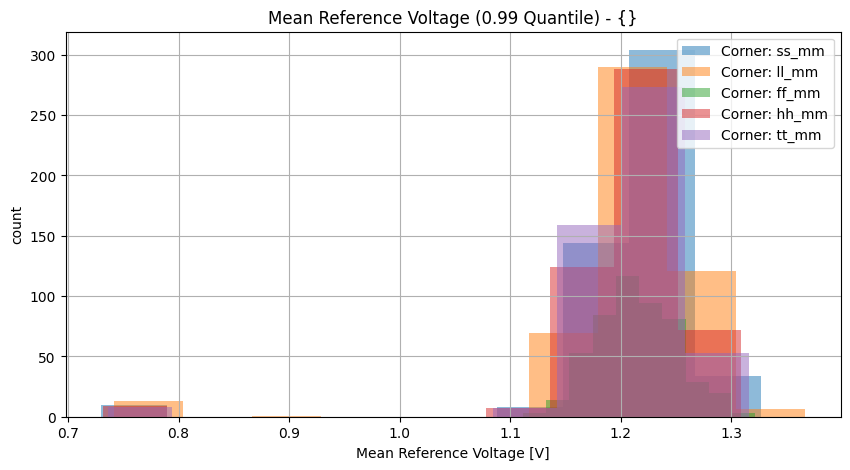 Mean Reference Voltage (0.99 Quantile) - {}
300
250
200
150
100
50
0
count
Corner: ss_mm
Corner: ll_mm
Corner: ff_mm
Corner: hh_mm
Corner: tt_mm
0.7 0.8 0.9 1.0 1.1 1.2 1.3
Mean Reference Voltage [V]